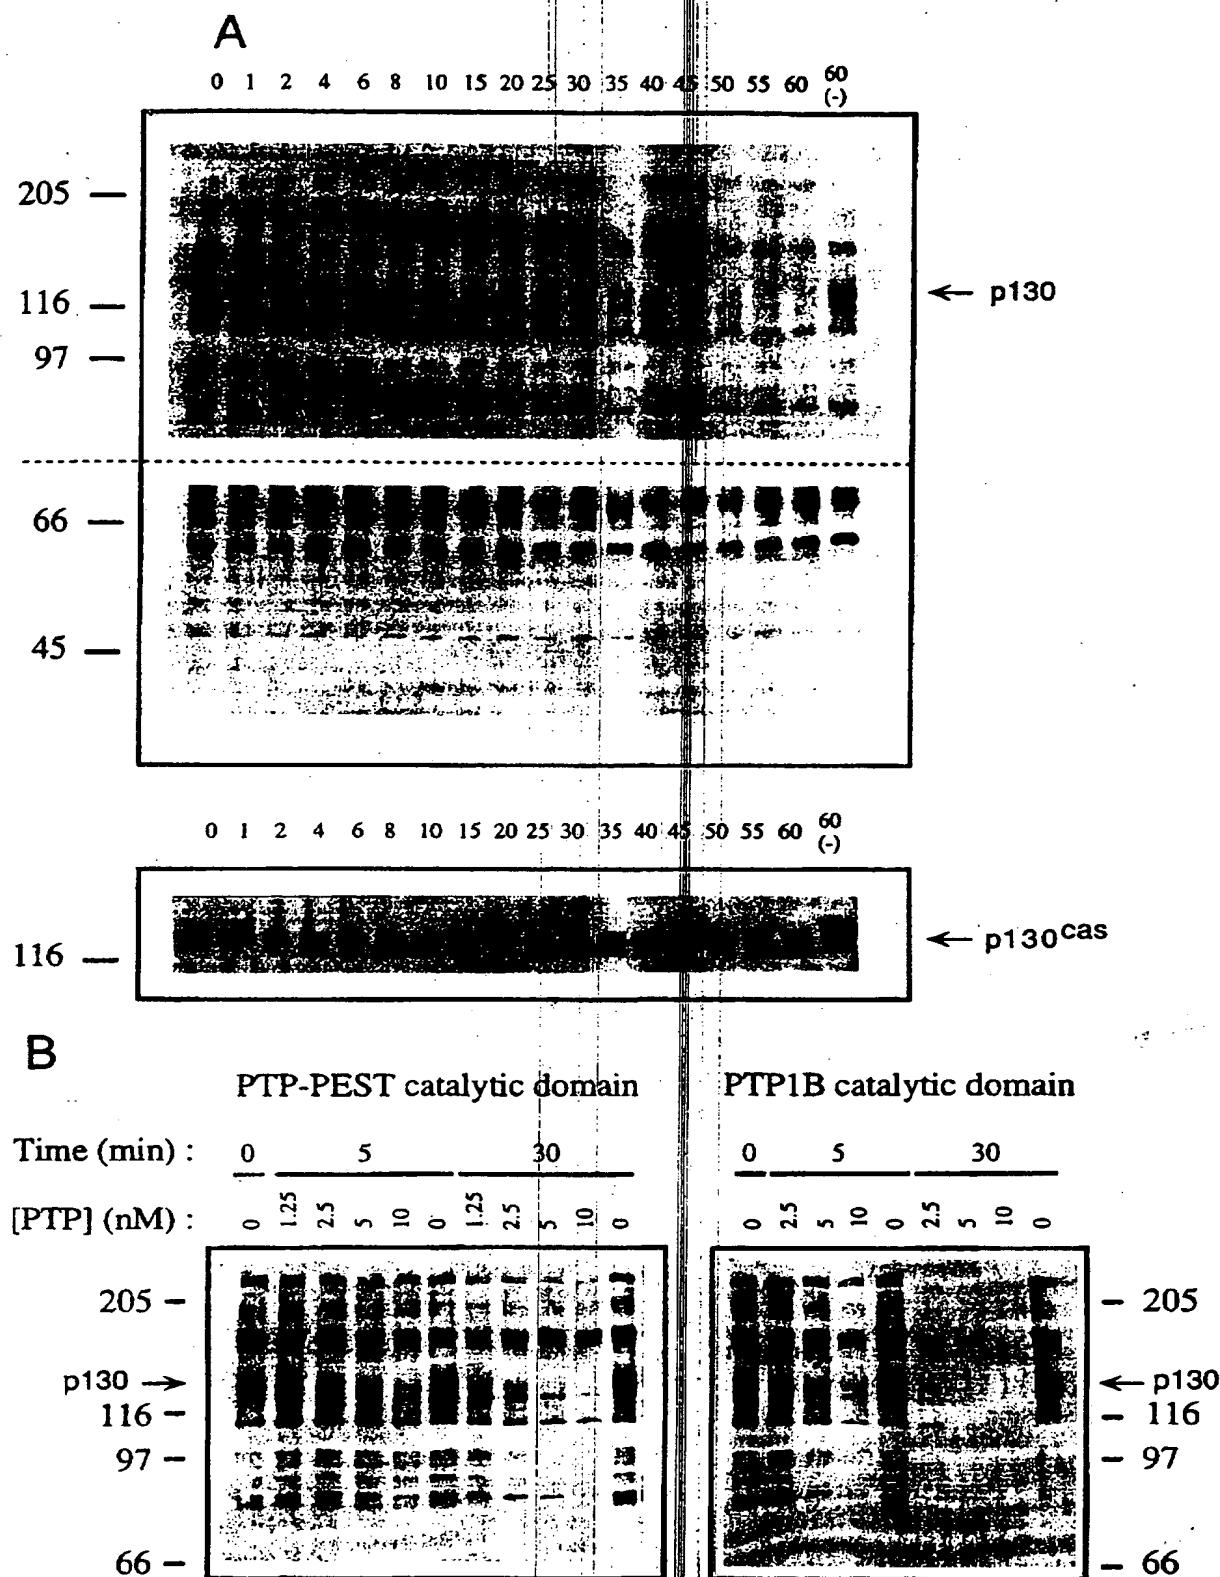 A
0 1 2 4 6 8 10 15 20 25 30 35 40 45 50 55 60 60 (-)
205
p130
116
97
66
45
0 1 2 4 6 8 10 15 20 25 30 35 40 45 50 55 60 60 (-)
p130cas
116
B
PTP-PEST catalytic domain PTP1B catalytic domain
Time (min) : 0 5 30 0 5 30
[PTP] (nM) : 0 1.25 2.5 5 10 0 1.25 2.5 5 10 0 0 2.5 5 10 0 2.5 5 10 0
205 205
p130 p130
116 116
97 97
66 66